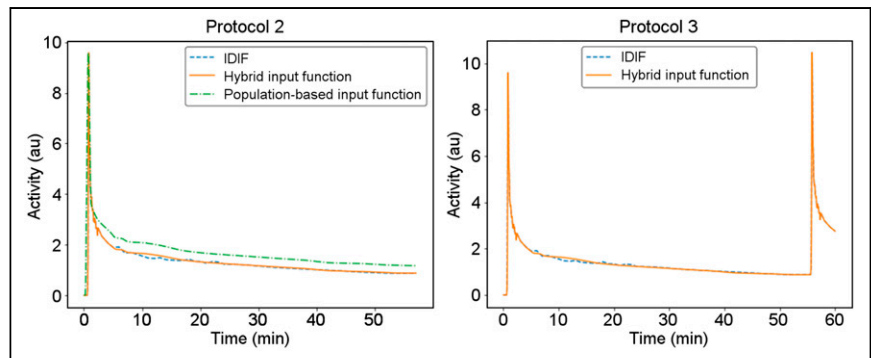 Protocol 2
10
8
6
4
2
0
Activity (au)
IDIF
Hybrid input function
Population-based input function
0
10
20
30
40
50
Time (min)
Protocol 3
10
8
6
4
2
0
Activity (au)
IDIF
Hybrid input function
0
10
20
30
40
50
60
Time (min)